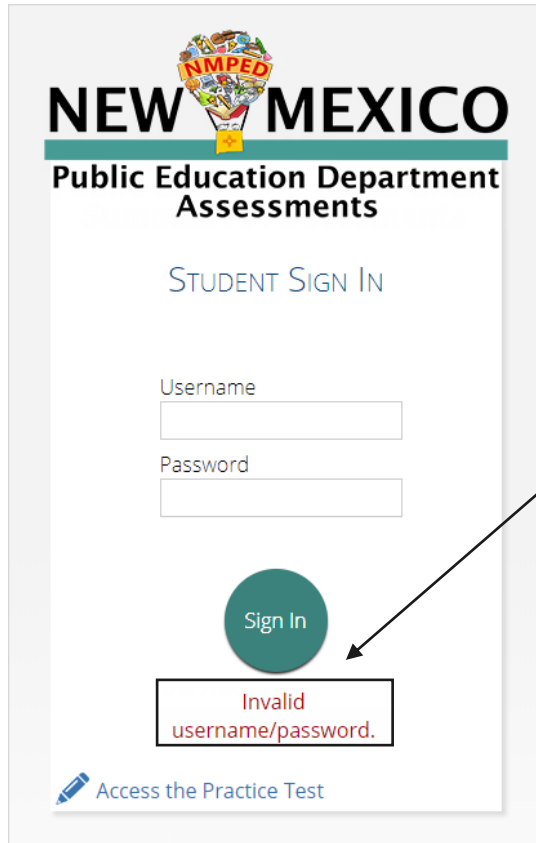 NMPED
NEW MEXICO
Public Education Department
Assessments
Student Sign In
Username
Password
Sign In
Invalid
username/password.
Access the Practice Test